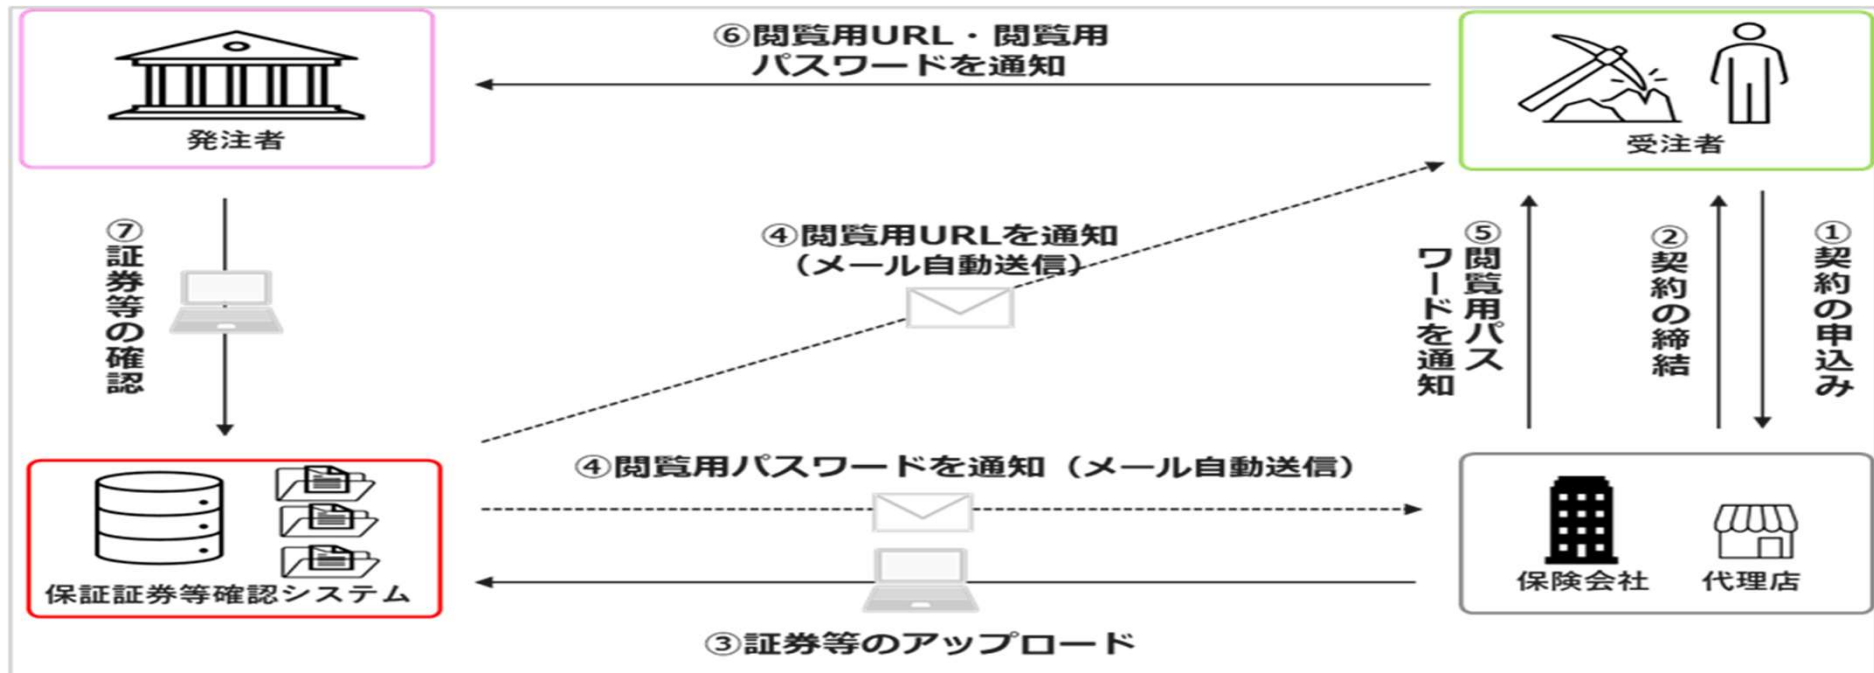 ⑥閲覧用URL・閲覧用
パスワードを通知
発注者
受注者
⑦証券等の確認
④閲覧用URLを通知
（メール自動送信）
⑤閲覧用パス
ワードを通知
②契約の締結
①契約の申込み
④閲覧用パスワードを通知（メール自動送信）
保証証券等確認システム
保険会社
代理店
③証券等のアップロード